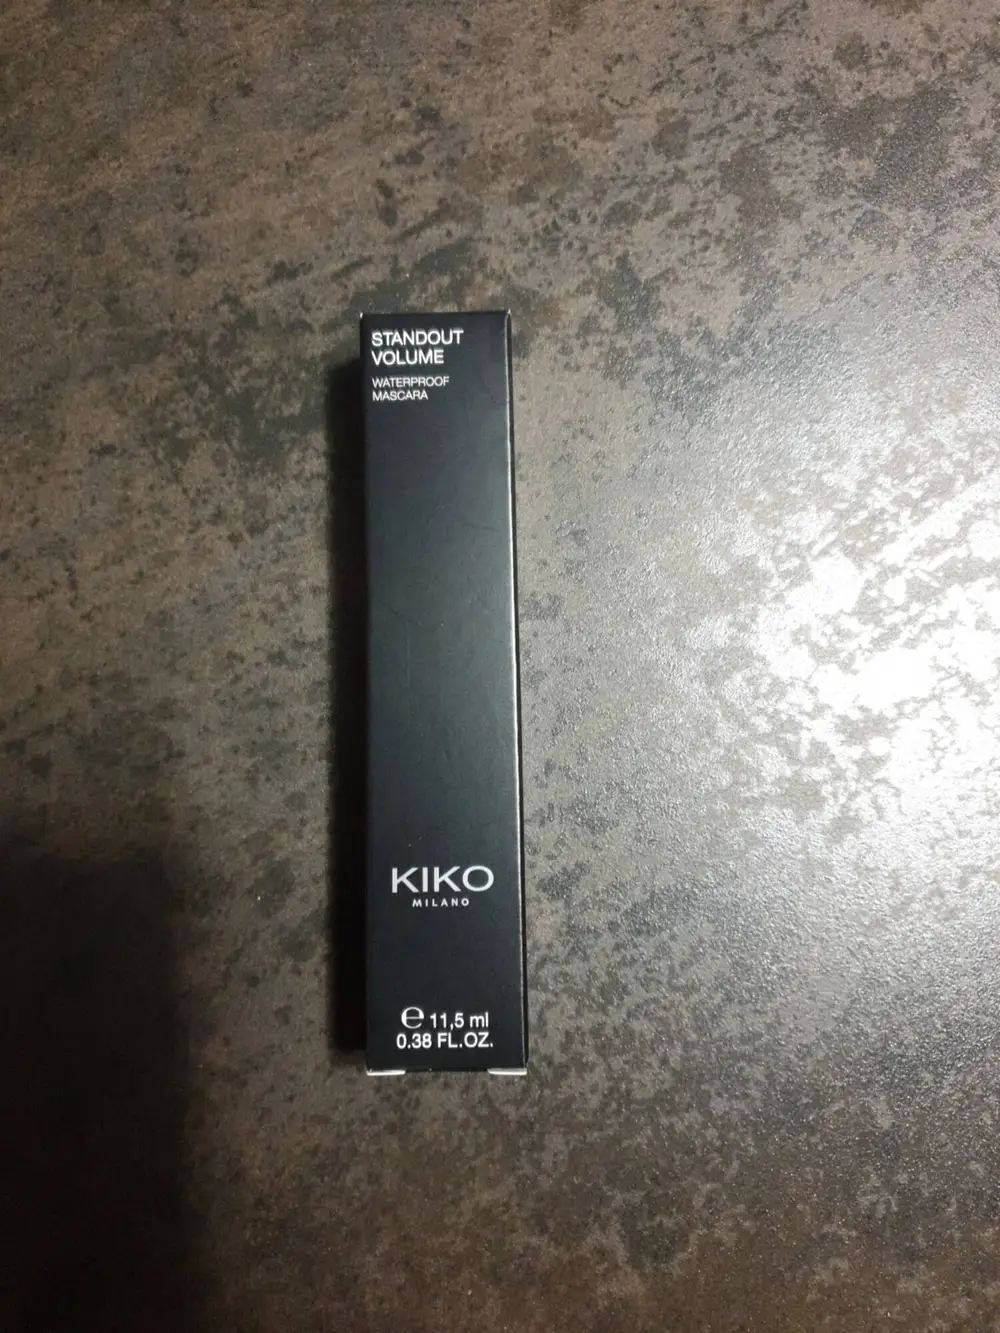 STANDOUT
VOLUME
WATERPROOF
MASCARA
KIKO
MILANO
℮ 11,5 ml
0.38 FL.OZ.